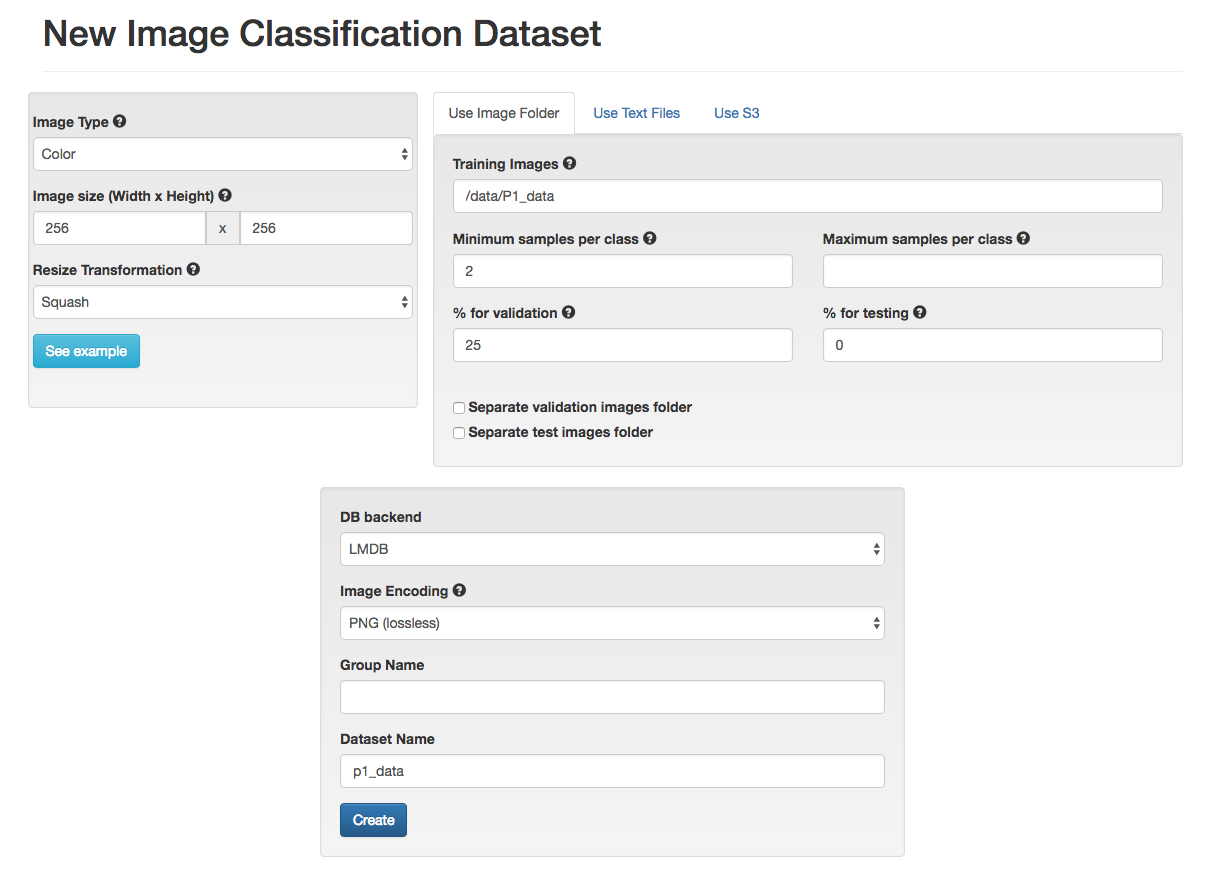 New Image Classification Dataset
Image Type
Color
Image size (Width x Height)
256 x 256
Resize Transformation
Squash
See example
Use Image Folder Use Text Files Use S3
Training Images
/data/P1_data
Minimum samples per class Maximum samples per class
2
% for validation % for testing
25 0
Separate validation images folder
Separate test images folder
DB backend
LMDB
Image Encoding
PNG (lossless)
Group Name
Dataset Name
p1_data
Create